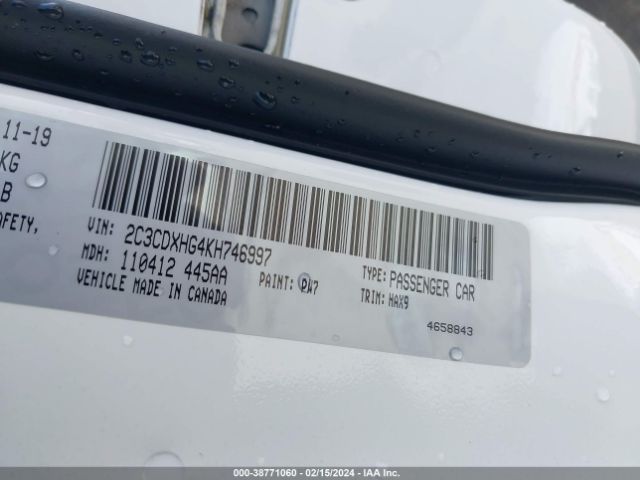 11-19
KG
B
AFETY,
VIN: 2C3CDXHG4KH746997
MDH: 110412 445AA
VEHICLE MADE IN CANADA
PAINT: PW7
TYPE: PASSENGER CAR
TRIM: HAX9
4658843
000-38771060 - 02/15/2024 - IAA Inc.